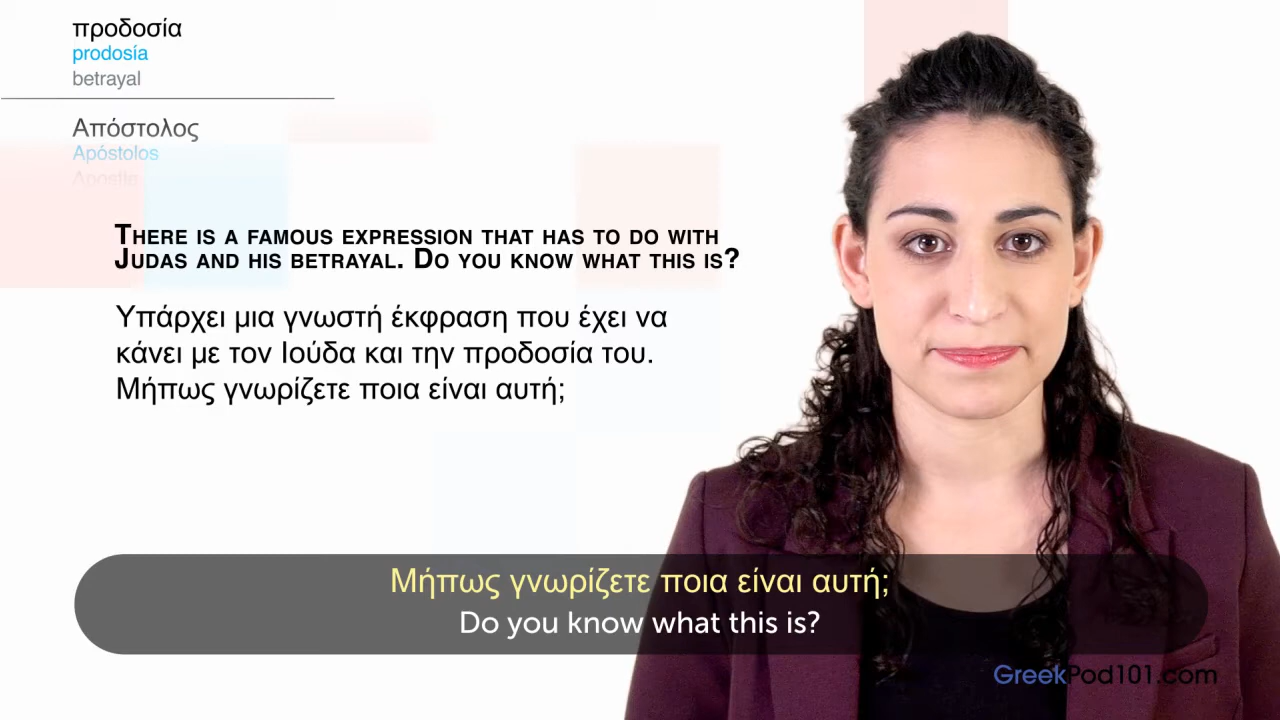 προδοσία
prodosía
betrayal
Απόστολος
Apóstolos
Apostle
There is a famous expression that has to do with
Judas and his betrayal. Do you know what this is?
Υπάρχει μια γνωστή έκφραση που έχει να
κάνει με τον Ιούδα και την προδοσία του.
Μήπως γνωρίζετε ποια είναι αυτή;
Μήπως γνωρίζετε ποια είναι αυτή;
Do you know what this is?
GreekPod101.com